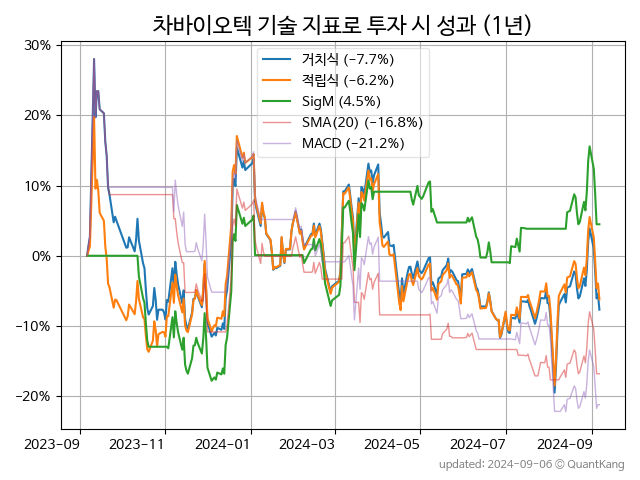 차바이오텍 기술 지표로 투자 시 성과 (1년)
30%
20%
10%
0%
−10%
−20%
거치식 (−7.7%)
적립식 (−6.2%)
SigM (4.5%)
SMA(20) (−16.8%)
MACD (−21.2%)
2023-09
2023-11
2024-01
2024-03
2024-05
2024-07
2024-09
updated: 2024-09-06 © QuantKang